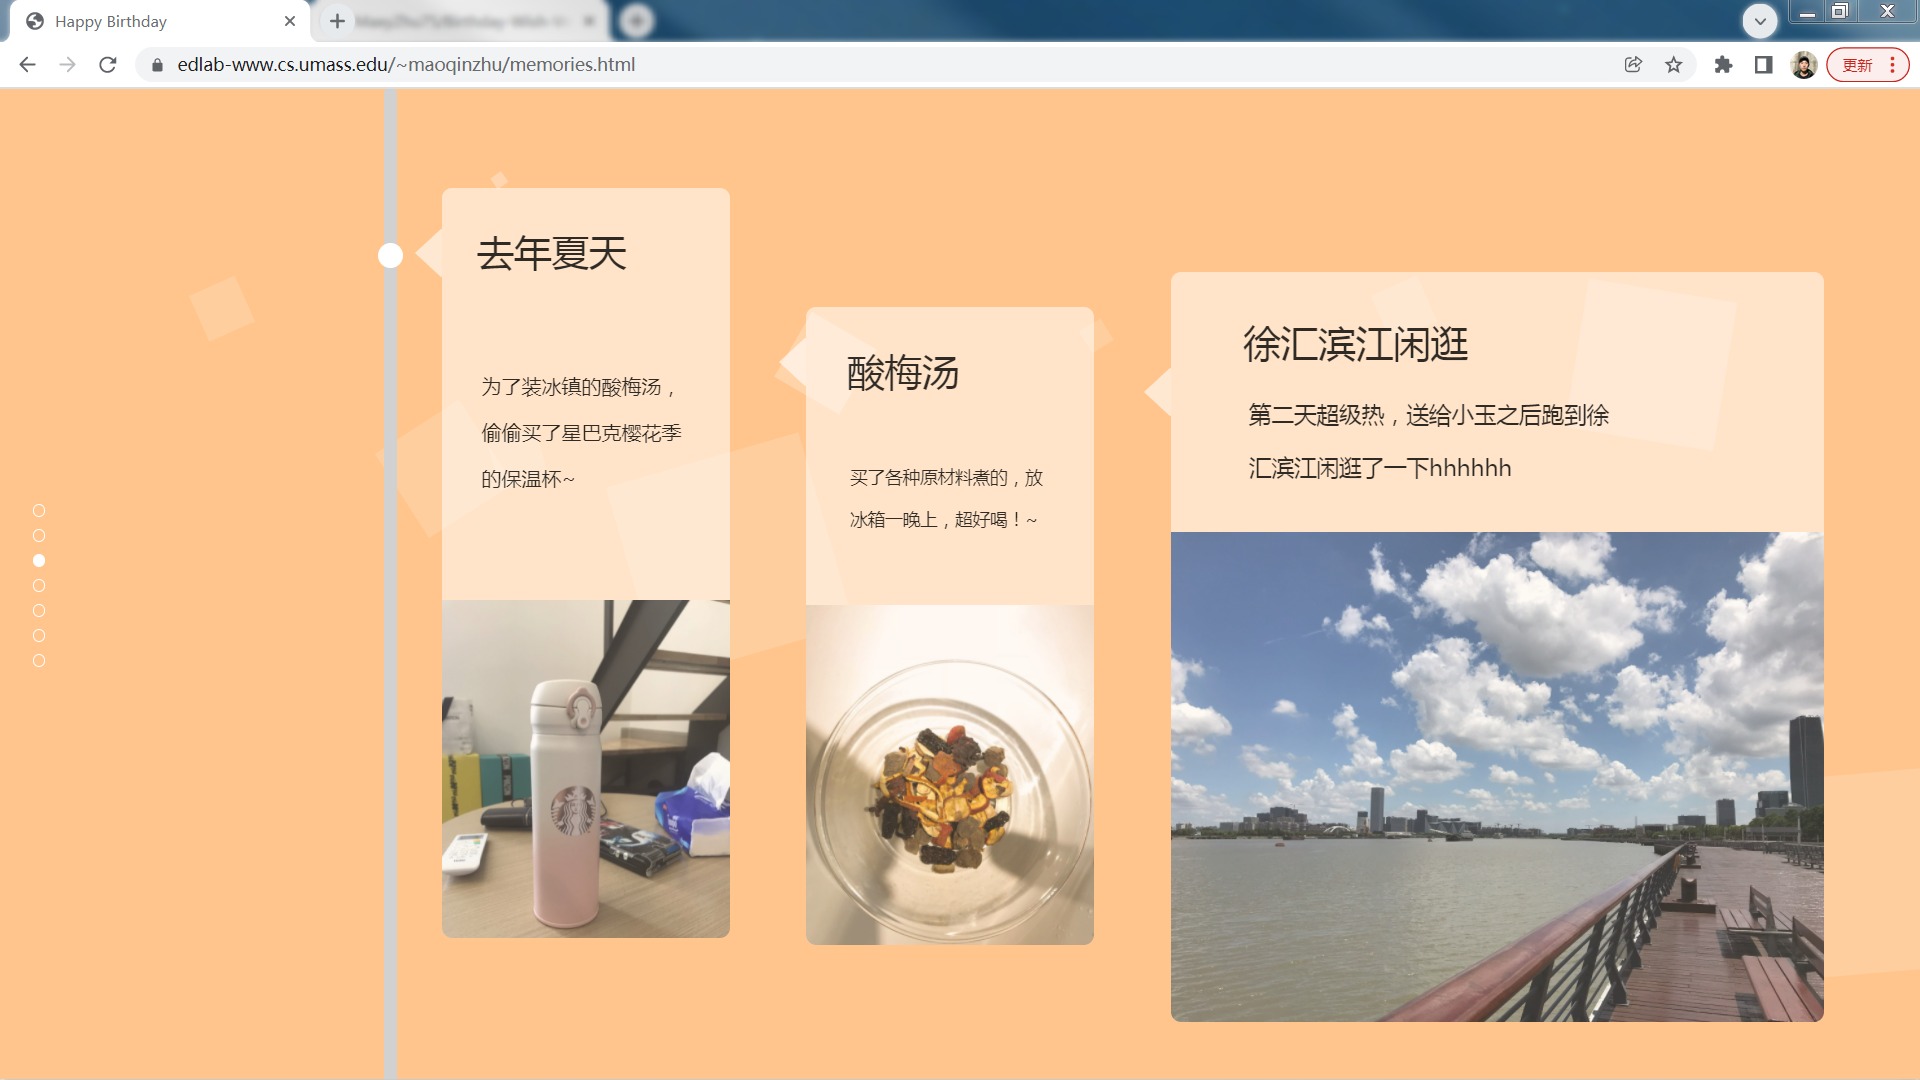 Happy Birthday
edlab-www.cs.umass.edu/~maoqinzhu/memories.html
更新
去年夏天
为了装冰镇的酸梅汤，
偷偷买了星巴克樱花季
的保温杯~
酸梅汤
买了各种原材料煮的，放
冰箱一晚上，超好喝！~
徐汇滨江闲逛
第二天超级热，送给小玉之后跑到徐
汇滨江闲逛了一下hhhhhh